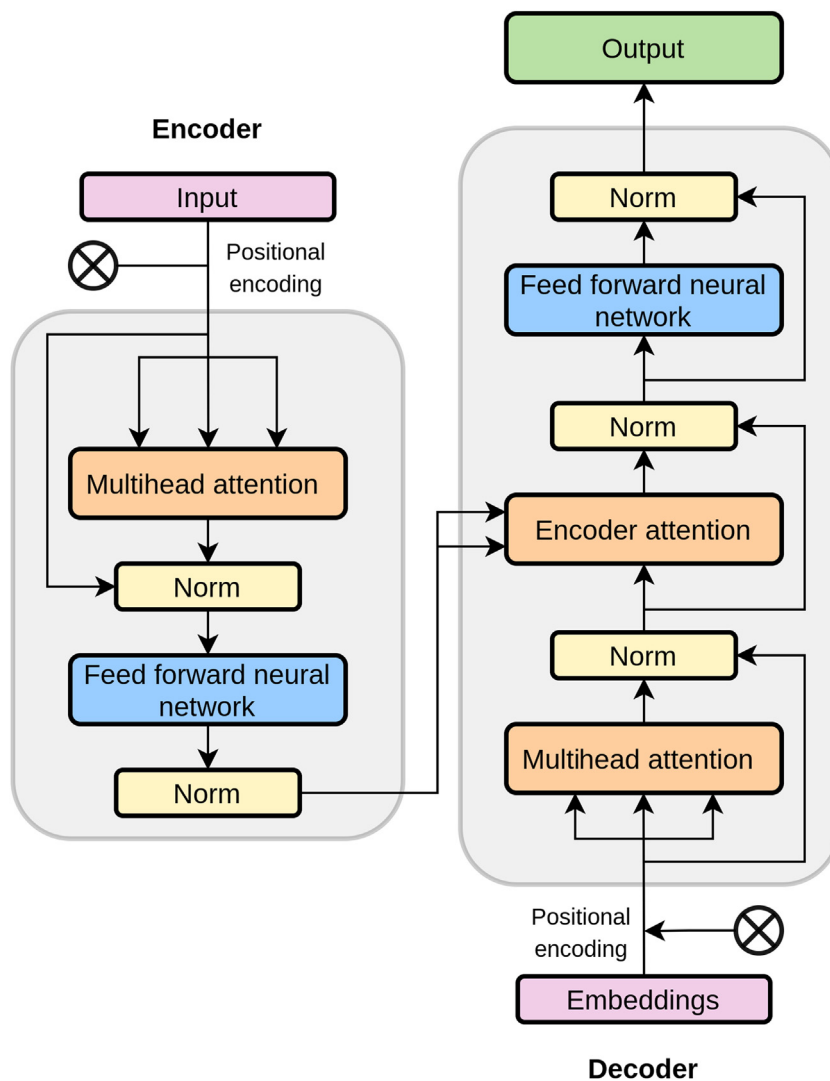 Encoder
Input
Positional
encoding
Multihead attention
Norm
Feed forward neural
network
Norm
Output
Norm
Feed forward neural
network
Norm
Encoder attention
Norm
Multihead attention
Positional
encoding
Embeddings
Decoder